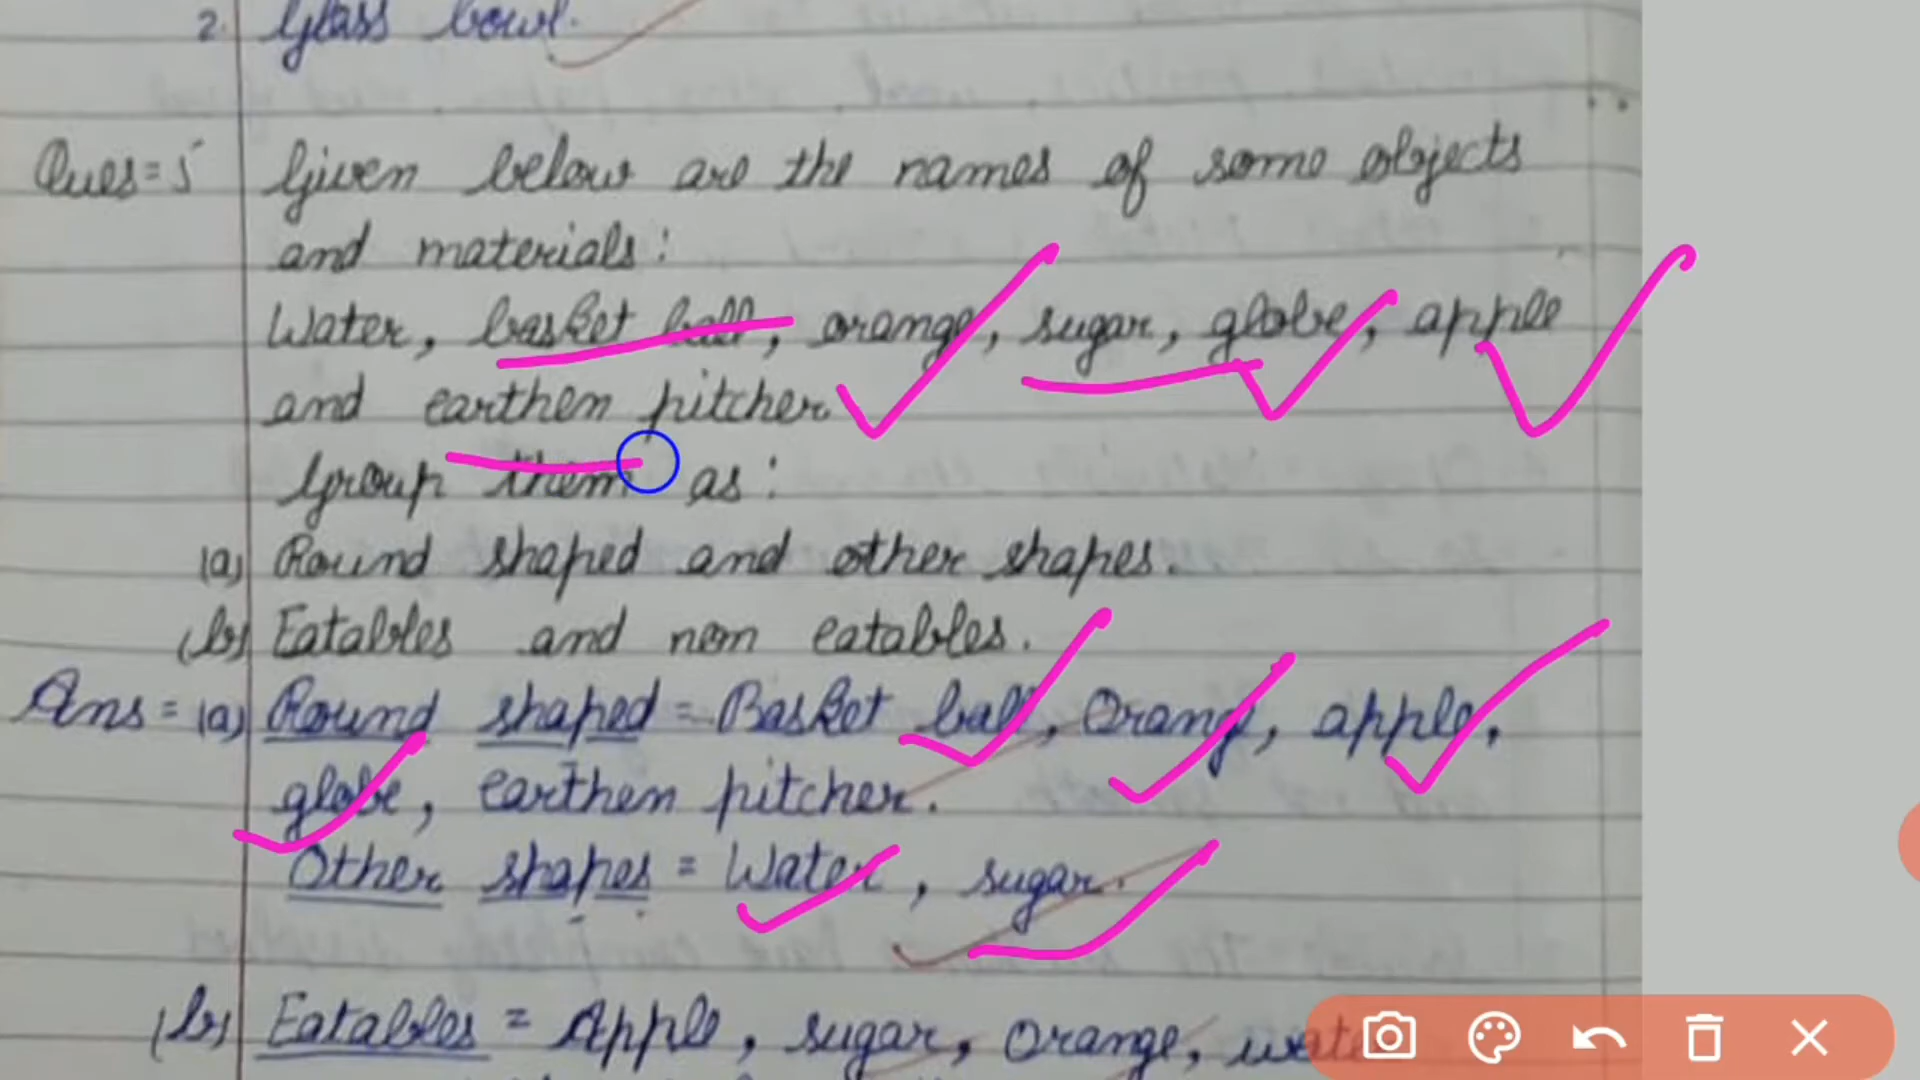 2. Glass bowl.
Ques = 5 Given below are the names of some objects
and materials:
Water, basket ball, orange, sugar, globe, apple
and earthen pitcher
Group them as:
(a) Round shaped and other shapes.
(b) Eatables and non eatables.
Ans = (a) Round shaped = Basket ball, Orange, apple,
globe, earthen pitcher.
Other shapes = Water, sugar.
(b) Eatables = Apple, sugar, Orange, water